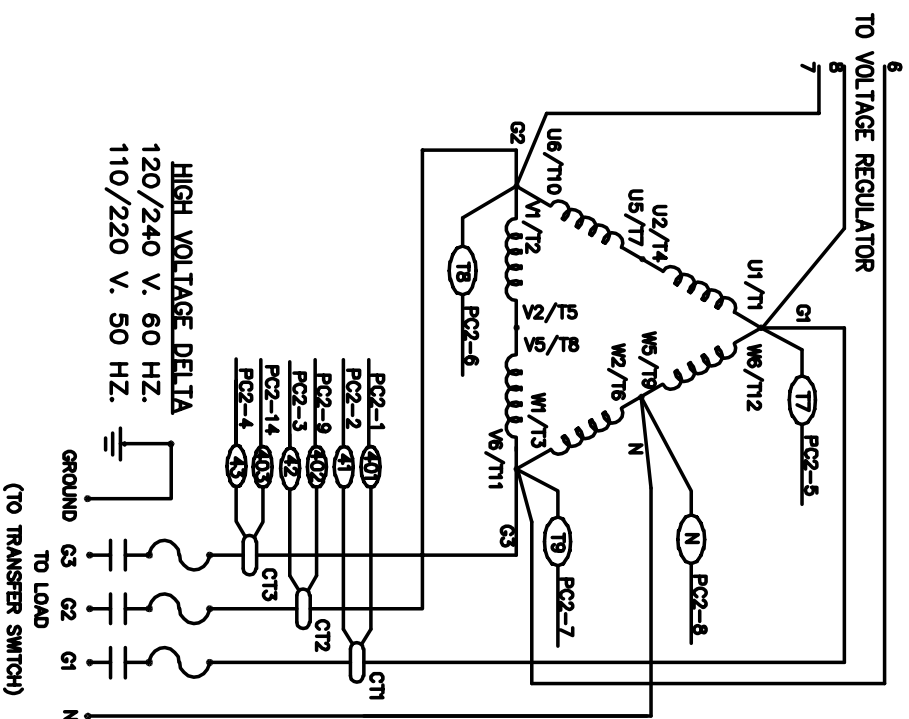 TO VOLTAGE REGULATOR
6
8
7
G2
U6/T10
U5/T7
U2/T4
U1/T1
G1
W6/T12
W5/T9
W2/T6
N
V1/T2
V2/T5
V5/T8
W1/T3
V6/T11
G3
T8
PC2-6
T7
PC2-5
N
PC2-8
T9
PC2-7
HIGH VOLTAGE DELTA
120/240 V. 60 HZ.
110/220 V. 50 HZ.
PC2-1
PC2-2
PC2-9
PC2-3
PC2-14
PC2-4
401
41
402
42
403
43
CT1
CT2
CT3
GROUND
G3
G2
G1
N
TO LOAD
(TO TRANSFER SWITCH)